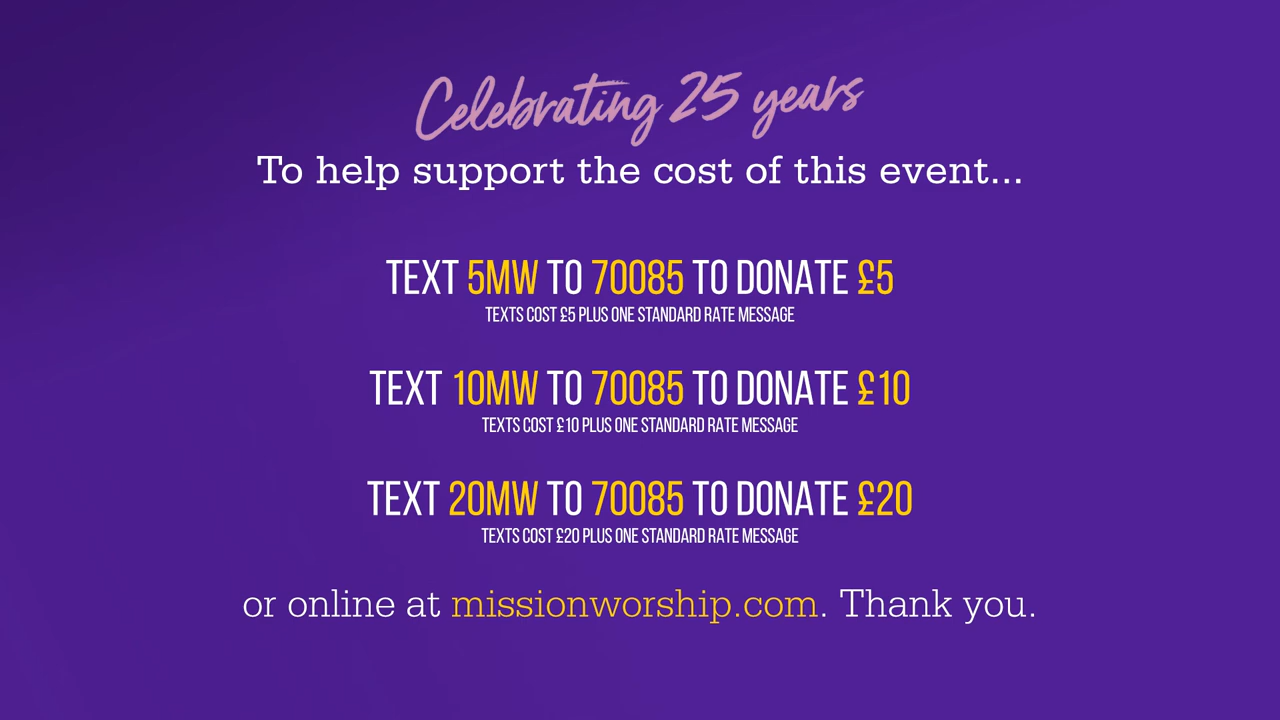 Celebrating 25 years
To help support the cost of this event...
TEXT 5MW TO 70085 TO DONATE £5
TEXTS COST £5 PLUS ONE STANDARD RATE MESSAGE
TEXT 10MW TO 70085 TO DONATE £10
TEXTS COST £10 PLUS ONE STANDARD RATE MESSAGE
TEXT 20MW TO 70085 TO DONATE £20
TEXTS COST £20 PLUS ONE STANDARD RATE MESSAGE
or online at missionworship.com. Thank you.